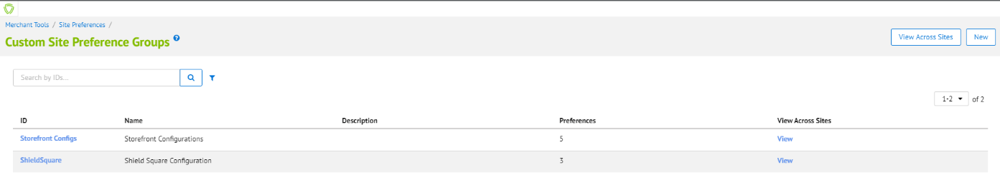 Merchant Tools / Site Preferences /
Custom Site Preference Groups ?
View Across Sites New
Search by IDs...
1-2 of 2
ID Name Description Preferences View Across Sites
Storefront Configs Storefront Configurations 5 View
ShieldSquare Shield Square Configuration 3 View